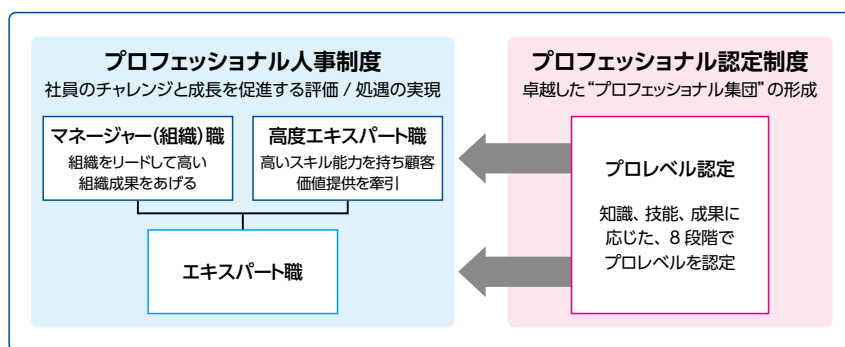 プロフェッショナル人事制度
社員のチャレンジと成長を促進する評価 / 処遇の実現
マネージャー(組織)職
組織をリードして高い
組織成果をあげる
高度エキスパート職
高いスキル能力を持ち顧客
価値提供を牽引
エキスパート職
プロフェッショナル認定制度
卓越した“プロフェッショナル集団”の形成
プロレベル認定
知識、技能、成果に
応じた、8段階で
プロレベルを認定